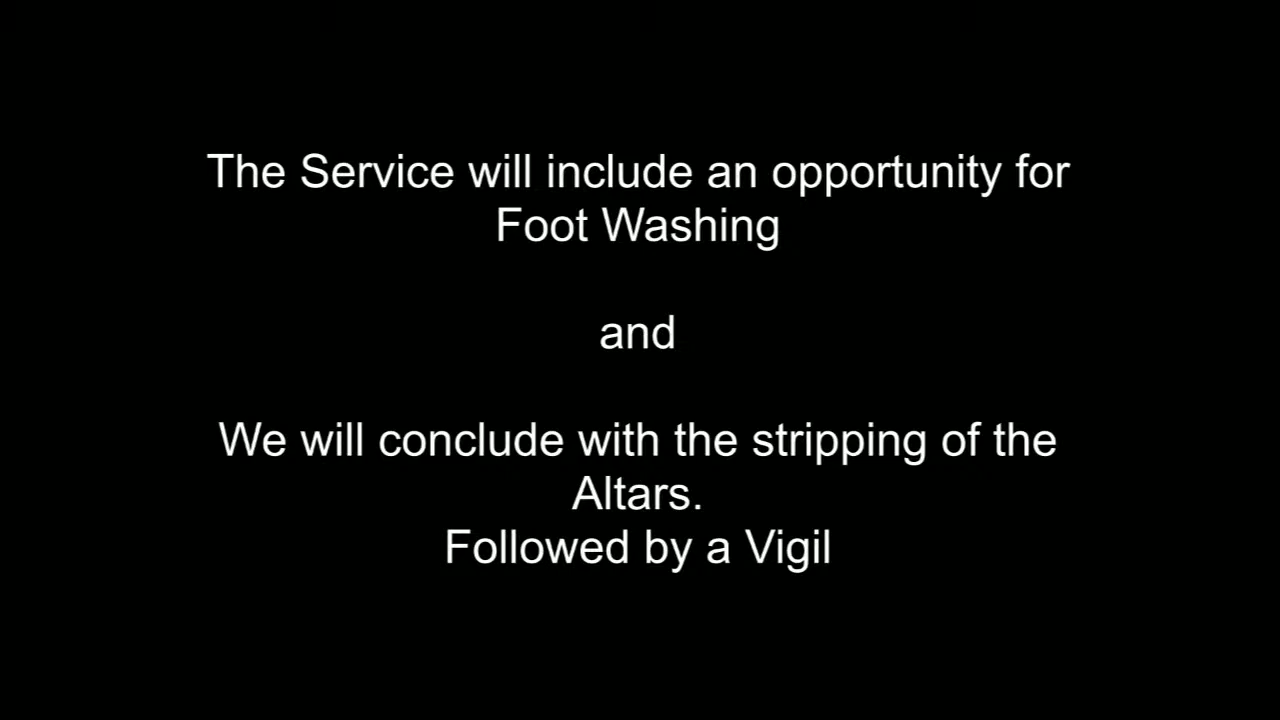 The Service will include an opportunity for
Foot Washing
and
We will conclude with the stripping of the
Altars.
Followed by a Vigil